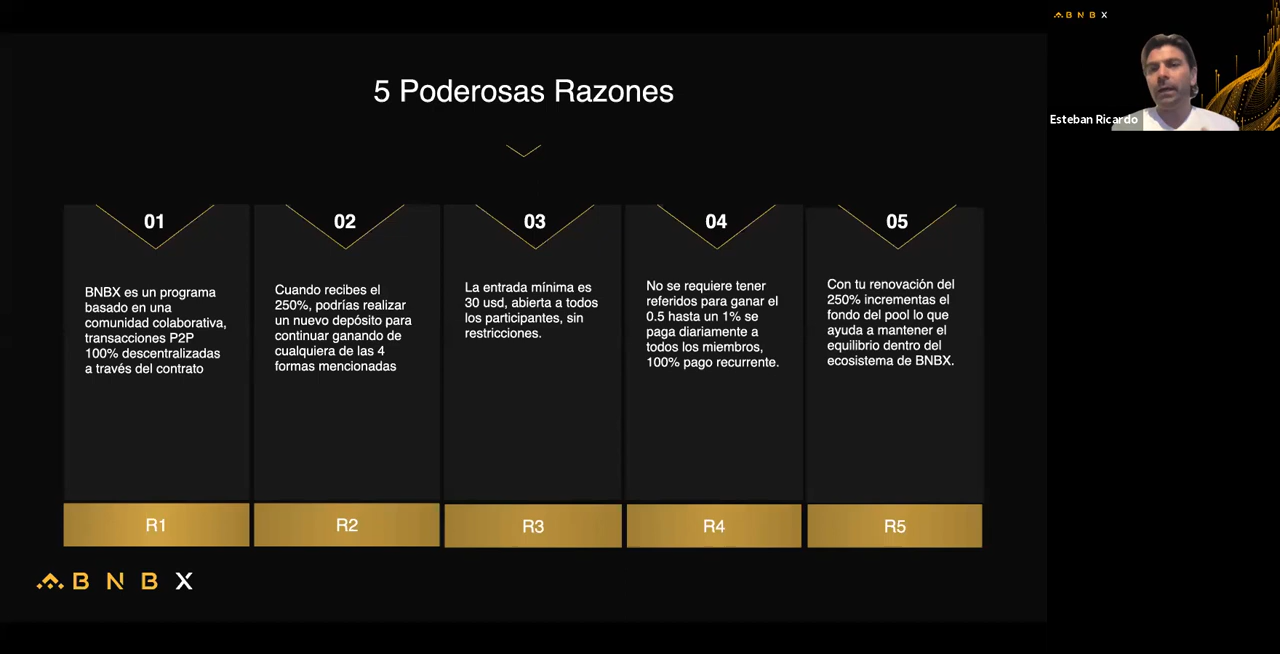 BNBX
5 Poderosas Razones
Esteban Ricardo
01
BNBX es un programa
basado en una
comunidad colaborativa,
transacciones P2P
100% descentralizadas
a través del contrato
R1
02
Cuando recibes el
250%, podrías realizar
un nuevo depósito para
continuar ganando de
cualquiera de las 4
formas mencionadas
R2
03
La entrada mínima es
30 usd, abierta a todos
los participantes, sin
restricciones.
R3
04
No se requiere tener
referidos para ganar el
0.5 hasta un 1% se
paga diariamente a
todos los miembros,
100% pago recurrente.
R4
05
Con tu renovación del
250% incrementas el
fondo del pool lo que
ayuda a mantener el
equilibrio dentro del
ecosistema de BNBX.
R5
BNBX